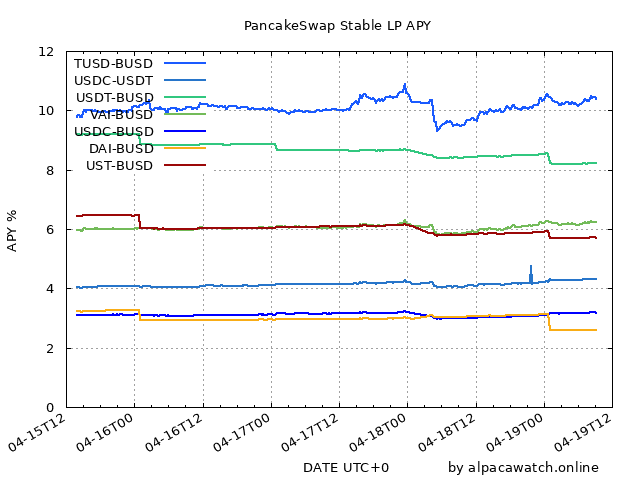 PancakeSwap Stable LP APY
12
10
8
6
4
2
0
APY %
TUSD-BUSD
USDC-USDT
USDT-BUSD
VAI-BUSD
USDC-BUSD
DAI-BUSD
UST-BUSD
04-15T12
04-16T00
04-16T12
04-17T00
04-17T12
04-18T00
04-18T12
04-19T00
04-19T12
DATE UTC+0
by alpacawatch.online